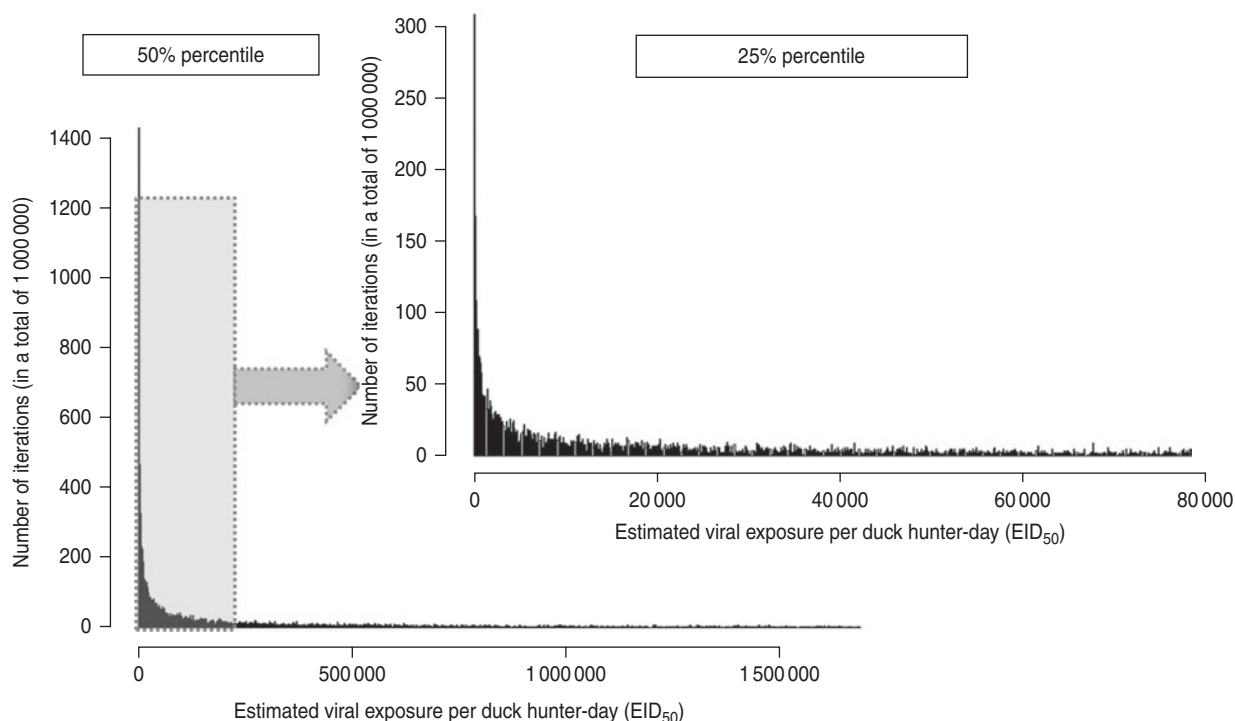 50% percentile
Number of iterations (in a total of 1 000 000)
1400
1200
1000
800
600
400
200
0
0
500 000
1 000 000
1 500 000
Estimated viral exposure per duck hunter-day (EID50)
25% percentile
Number of iterations (in a total of 1 000 000)
300
250
200
150
100
50
0
0
20 000
40 000
60 000
80 000
Estimated viral exposure per duck hunter-day (EID50)